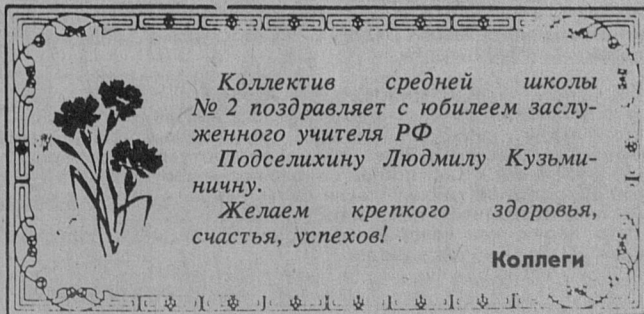 Коллектив средней школы
№ 2 поздравляет с юбилеем заслу-
женного учителя РФ
Подселихину Людмилу Кузьми-
ничну.
Желаем крепкого здоровья,
счастья, успехов!
Коллеги